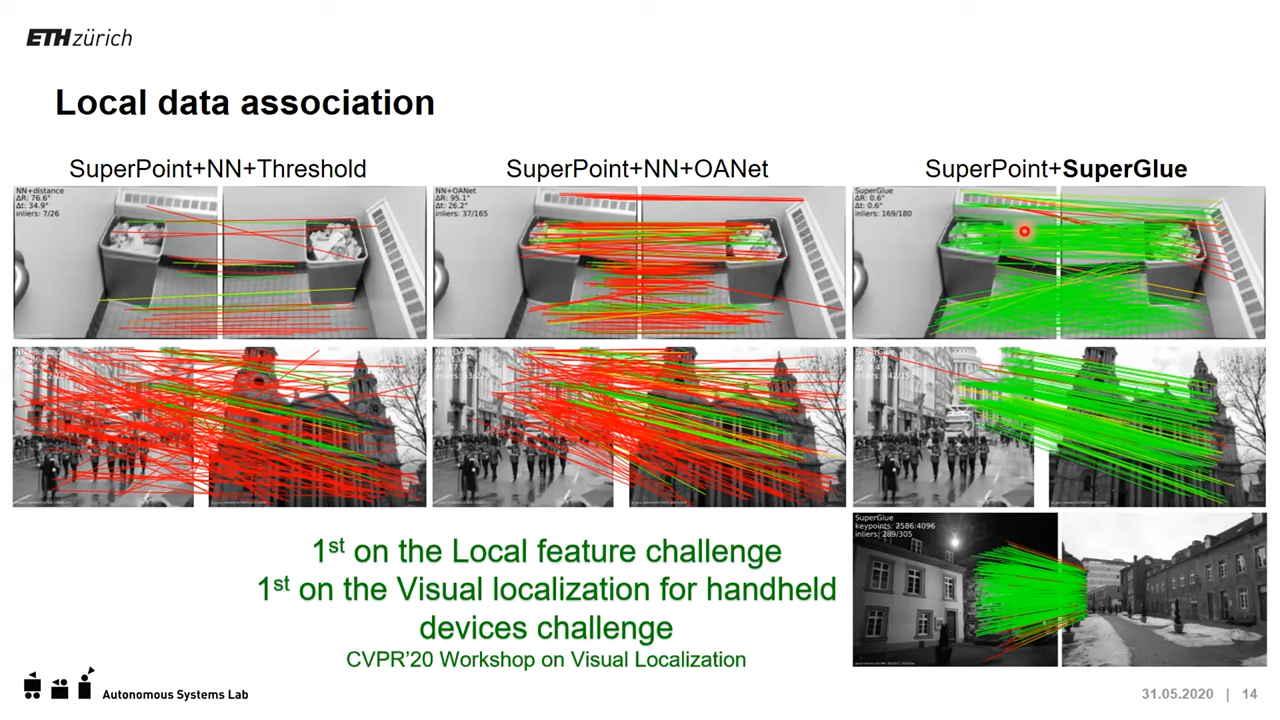 ETH zürich
Local data association
SuperPoint+NN+Threshold
SuperPoint+NN+OANet
SuperPoint+SuperGlue
NN+distance
ΔR: 76.6°
Δt: 34.9°
inliers: 7/26
NN+OANet
ΔR: 95.1°
Δt: 26.2°
inliers: 37/165
SuperGlue
ΔR: 0.6°
Δt: 0.6°
inliers: 169/180
SuperGlue
keypoints: 2586:4096
inliers: 289/305
1st on the Local feature challenge
1st on the Visual localization for handheld
devices challenge
CVPR'20 Workshop on Visual Localization
Autonomous Systems Lab
31.05.2020 | 14